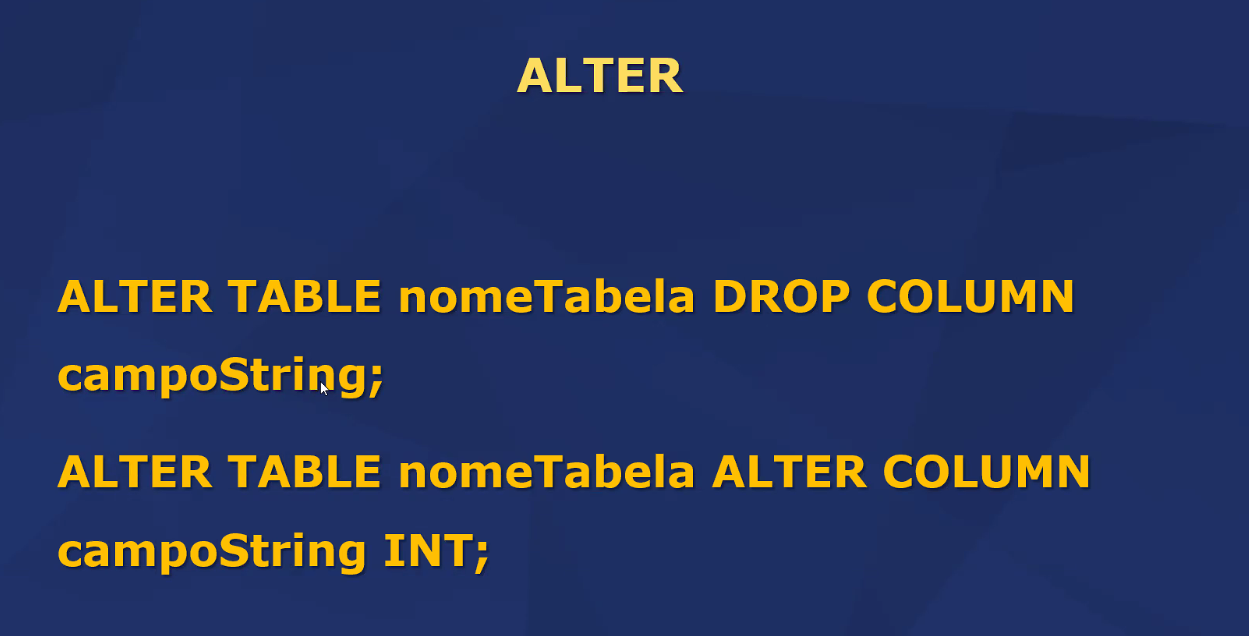 ALTER
ALTER TABLE nomeTabela DROP COLUMN
campoString;
ALTER TABLE nomeTabela ALTER COLUMN
campoString INT;